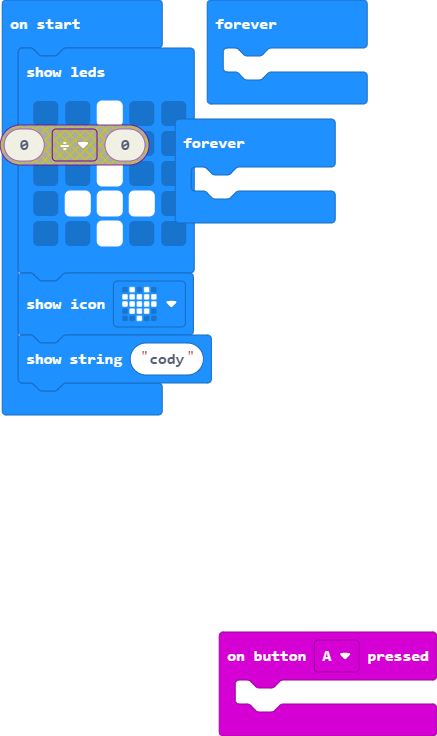 on start
forever
show leds
0 ÷ 0
forever
show icon
show string "cody"
on button A pressed